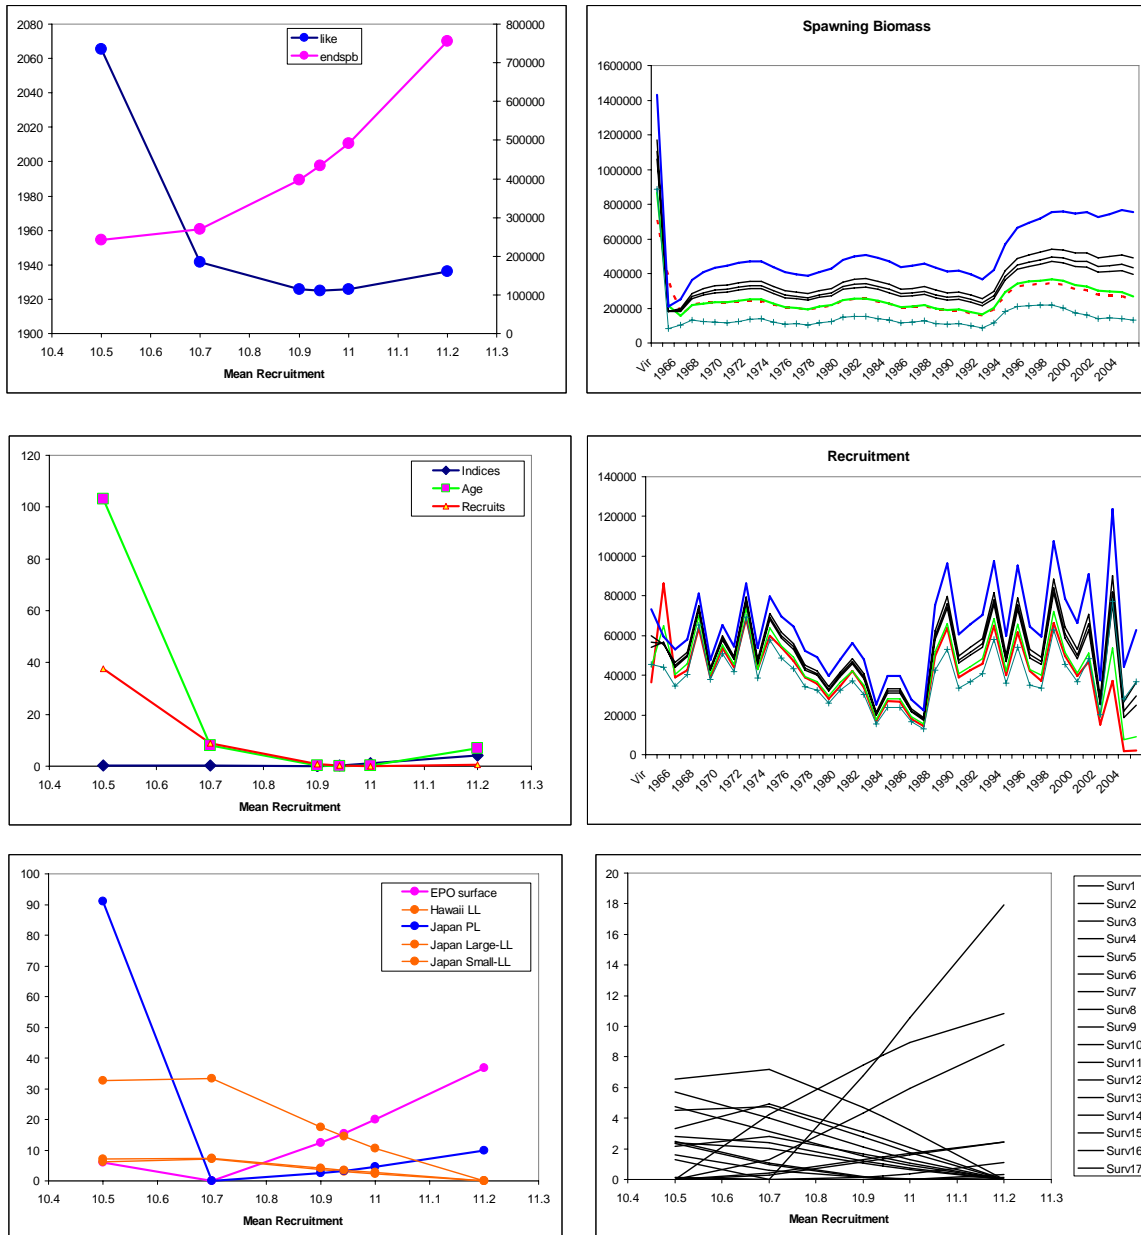 like
endspb
2080
2060
2040
2020
2000
1980
1960
1940
1920
1900
800000
700000
600000
500000
400000
300000
200000
100000
0
10.4 10.5 10.6 10.7 10.8 10.9 11 11.1 11.2 11.3
Mean Recruitment
Spawning Biomass
1600000
1400000
1200000
1000000
800000
600000
400000
200000
0
Vir 1966 1968 1970 1972 1974 1976 1978 1980 1982 1984 1986 1988 1990 1992 1994 1996 1998 2000 2002 2004
Indices
Age
Recruits
120
100
80
60
40
20
0
10.4 10.5 10.6 10.7 10.8 10.9 11 11.1 11.2 11.3
Mean Recruitment
Recruitment
140000
120000
100000
80000
60000
40000
20000
0
Vir 1966 1968 1970 1972 1974 1976 1978 1980 1982 1984 1986 1988 1990 1992 1994 1996 1998 2000 2002 2004
EPO surface
Hawaii LL
Japan PL
Japan Large-LL
Japan Small-LL
100
90
80
70
60
50
40
30
20
10
0
10.4 10.5 10.6 10.7 10.8 10.9 11 11.1 11.2 11.3
Mean Recruitment
20
18
16
14
12
10
8
6
4
2
0
10.4 10.5 10.6 10.7 10.8 10.9 11 11.1 11.2 11.3
Mean Recruitment
Surv1
Surv2
Surv3
Surv4
Surv5
Surv6
Surv7
Surv8
Surv9
Surv10
Surv11
Surv12
Surv13
Surv14
Surv15
Surv16
Surv17